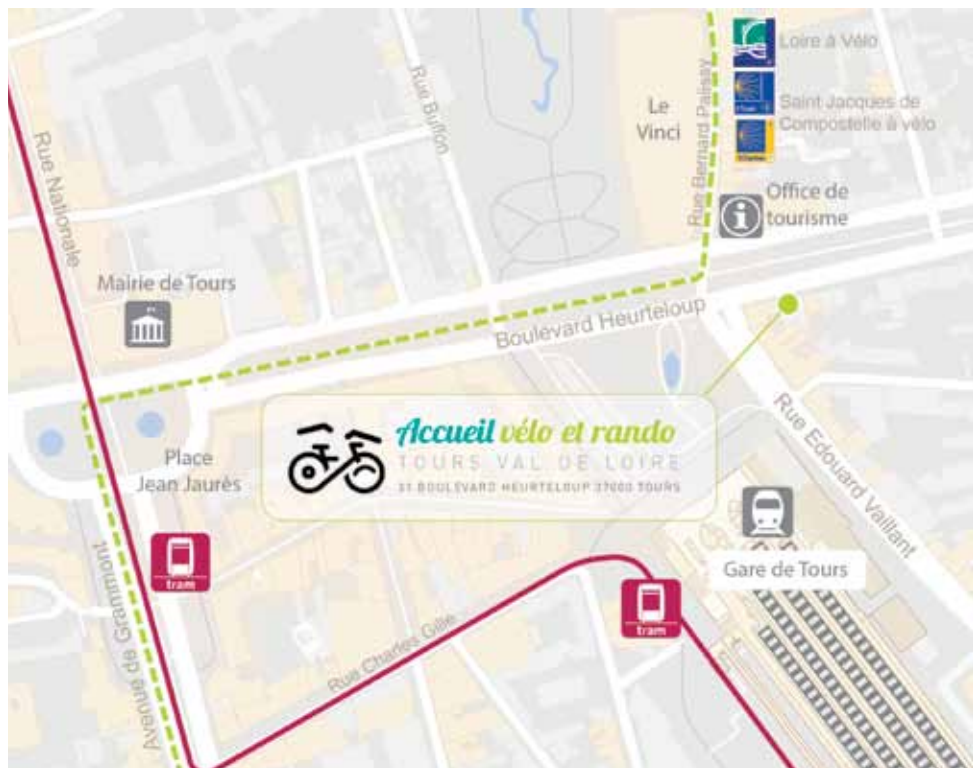 Loire à Vélo
Saint Jacques de
Compostelle à vélo
Rue Buffon
Le
Vinci
Rue Bernard Palissy
Office de
tourisme
Rue Nationale
Mairie de Tours
Boulevard Heurteloup
Accueil vélo et rando
TOURS VAL DE LOIRE
31 BOULEVARD HEURTELOUP 37000 TOURS
Place
Jean Jaurès
Rue Edouard Vaillant
Gare de Tours
tram
tram
Rue Charles Gille
Avenue de Grammont